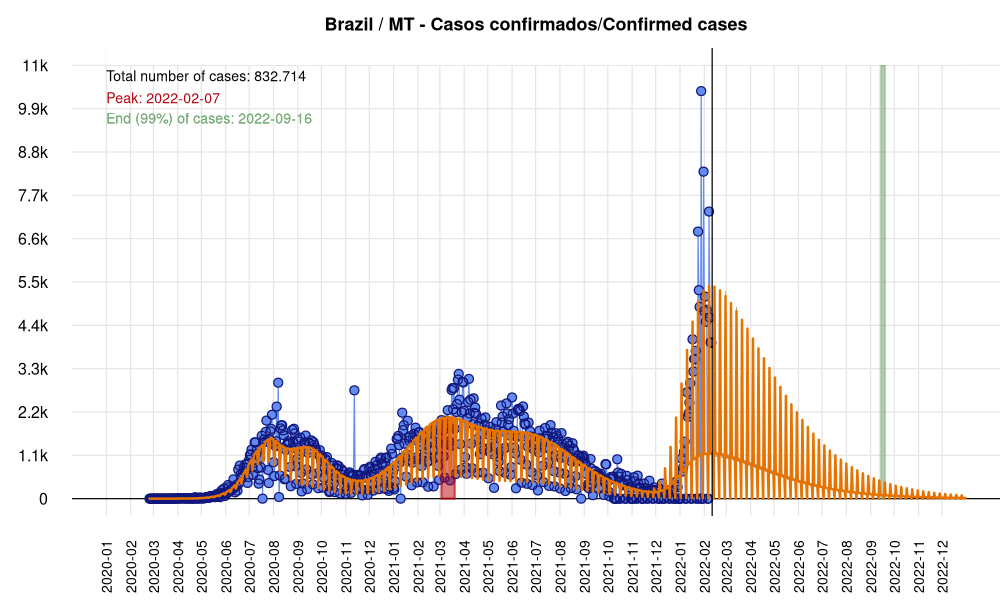 Brazil / MT - Casos confirmados/Confirmed cases
Total number of cases: 832.714
Peak: 2022-02-07
End (99%) of cases: 2022-09-16
11k
9.9k
8.8k
7.7k
6.6k
5.5k
4.4k
3.3k
2.2k
1.1k
0
2020-01
2020-02
2020-03
2020-04
2020-05
2020-06
2020-07
2020-08
2020-09
2020-10
2020-11
2020-12
2021-01
2021-02
2021-03
2021-04
2021-05
2021-06
2021-07
2021-08
2021-09
2021-10
2021-11
2021-12
2022-01
2022-02
2022-03
2022-04
2022-05
2022-06
2022-07
2022-08
2022-09
2022-10
2022-11
2022-12